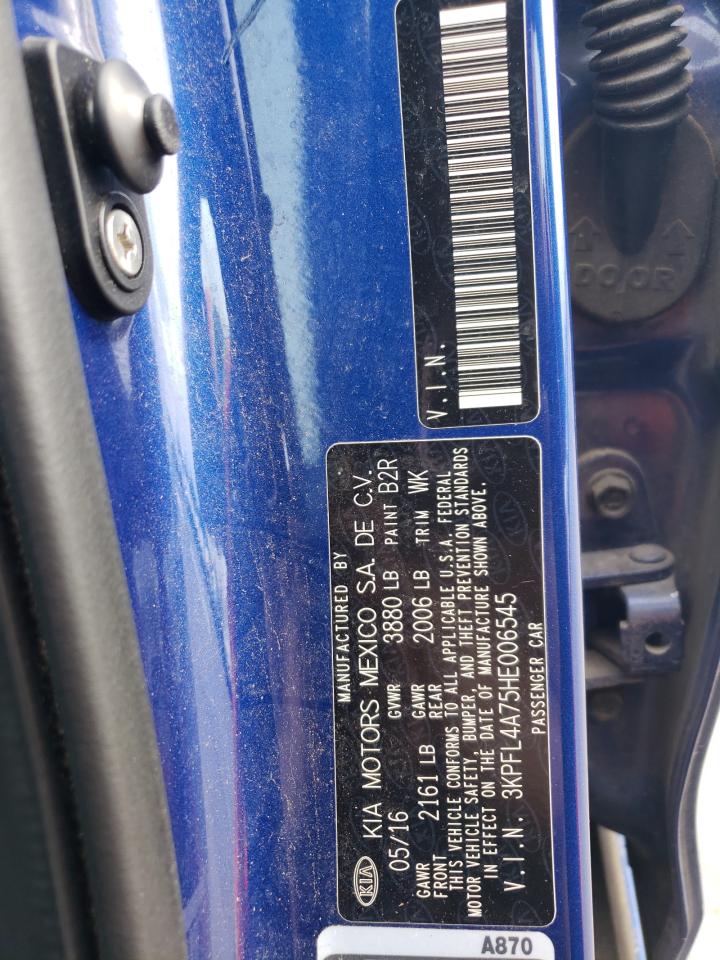 MANUFACTURED BY
KIA KIA MOTORS MEXICO S.A. DE C.V.
05/16 GVWR 3880 LB PAINT B2R
GAWR FRONT 2161 LB GAWR REAR 2006 LB TRIM WK
THIS VEHICLE CONFORMS TO ALL APPLICABLE U.S.A. FEDERAL
MOTOR VEHICLE SAFETY, BUMPER, AND THEFT PREVENTION STANDARDS
IN EFFECT ON THE DATE OF MANUFACTURE SHOWN ABOVE.
V.I.N. 3KPFL4A75HE006545
PASSENGER CAR
V.I.N.
A870
DOOR